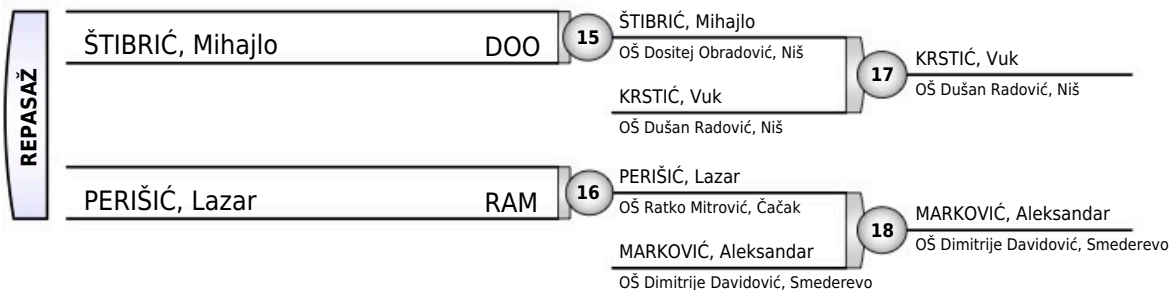 REPASAŽ
ŠTIBRIĆ, Mihajlo DOO
15
ŠTIBRIĆ, Mihajlo
OŠ Dositej Obradović, Niš
KRSTIĆ, Vuk
OŠ Dušan Radović, Niš
17
KRSTIĆ, Vuk
OŠ Dušan Radović, Niš
PERIŠIĆ, Lazar RAM
16
PERIŠIĆ, Lazar
OŠ Ratko Mitrović, Čačak
MARKOVIĆ, Aleksandar
OŠ Dimitrije Davidović, Smederevo
18
MARKOVIĆ, Aleksandar
OŠ Dimitrije Davidović, Smederevo